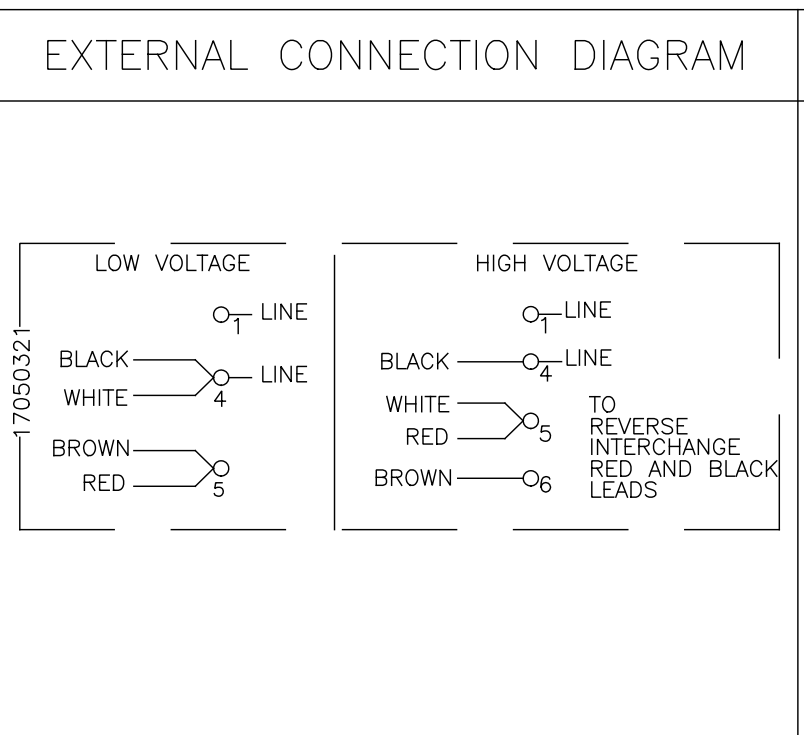 EXTERNAL CONNECTION DIAGRAM
17050321
LOW VOLTAGE
1 LINE
BLACK
LINE
WHITE
4
BROWN
RED
5
HIGH VOLTAGE
1 LINE
BLACK
4 LINE
WHITE
RED
5
BROWN
6
TO
REVERSE
INTERCHANGE
RED AND BLACK
LEADS